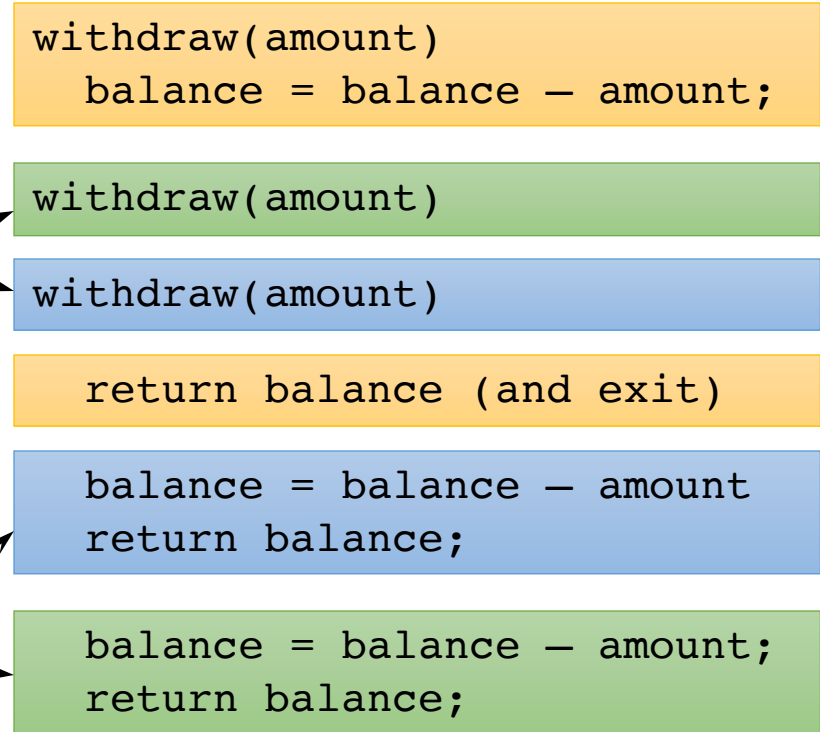 withdraw(amount)
  balance = balance – amount;
withdraw(amount)
withdraw(amount)
  return balance (and exit)
  balance = balance – amount
  return balance;
  balance = balance – amount;
  return balance;